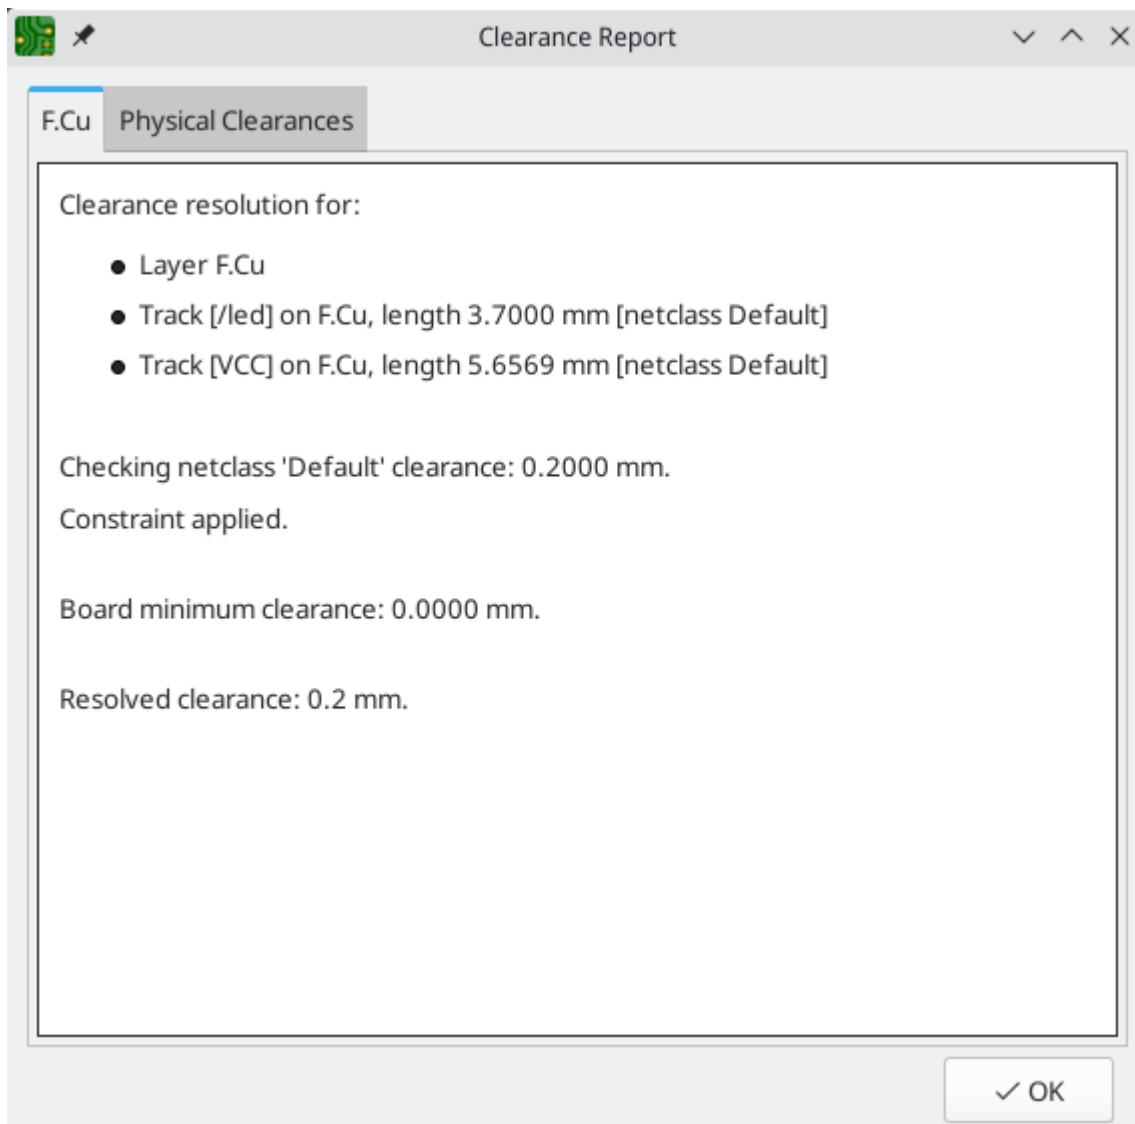 Clearance Report
F.Cu Physical Clearances
Clearance resolution for:
● Layer F.Cu
● Track [/led] on F.Cu, length 3.7000 mm [netclass Default]
● Track [VCC] on F.Cu, length 5.6569 mm [netclass Default]
Checking netclass 'Default' clearance: 0.2000 mm.
Constraint applied.
Board minimum clearance: 0.0000 mm.
Resolved clearance: 0.2 mm.
OK